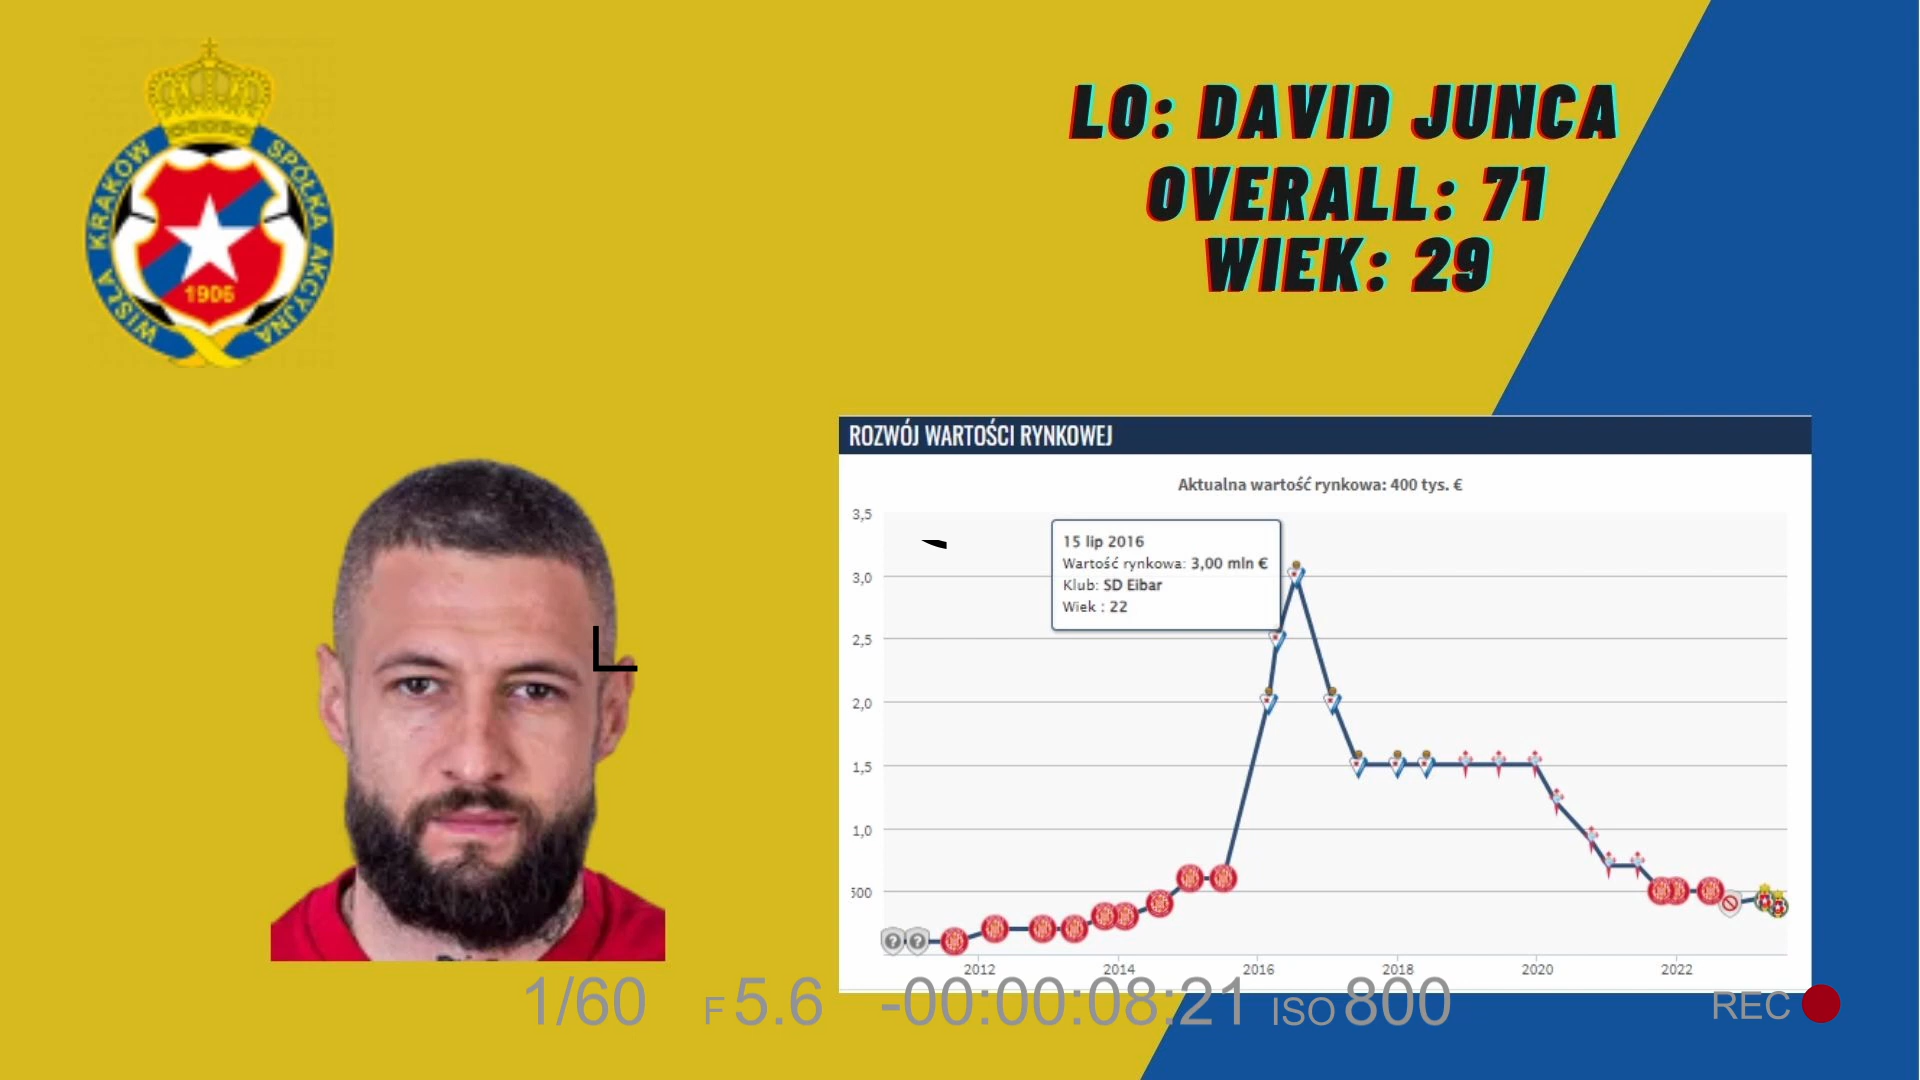 WISŁA KRAKÓW SPÓŁKA AKCYJNA
1906
LO: DAVID JUNCA
OVERALL: 71
WIEK: 29
ROZWÓJ WARTOŚCI RYNKOWEJ
Aktualna wartość rynkowa: 400 tys. €
3,5
15 lip 2016
Wartość rynkowa: 3,00 mln €
Klub: SD Eibar
Wiek : 22
3,0
2,5
2,0
1,5
1,0
500
2012 2014 2016 2018 2020 2022
1/60 F 5.6 -00:00:08:21 ISO 800 REC